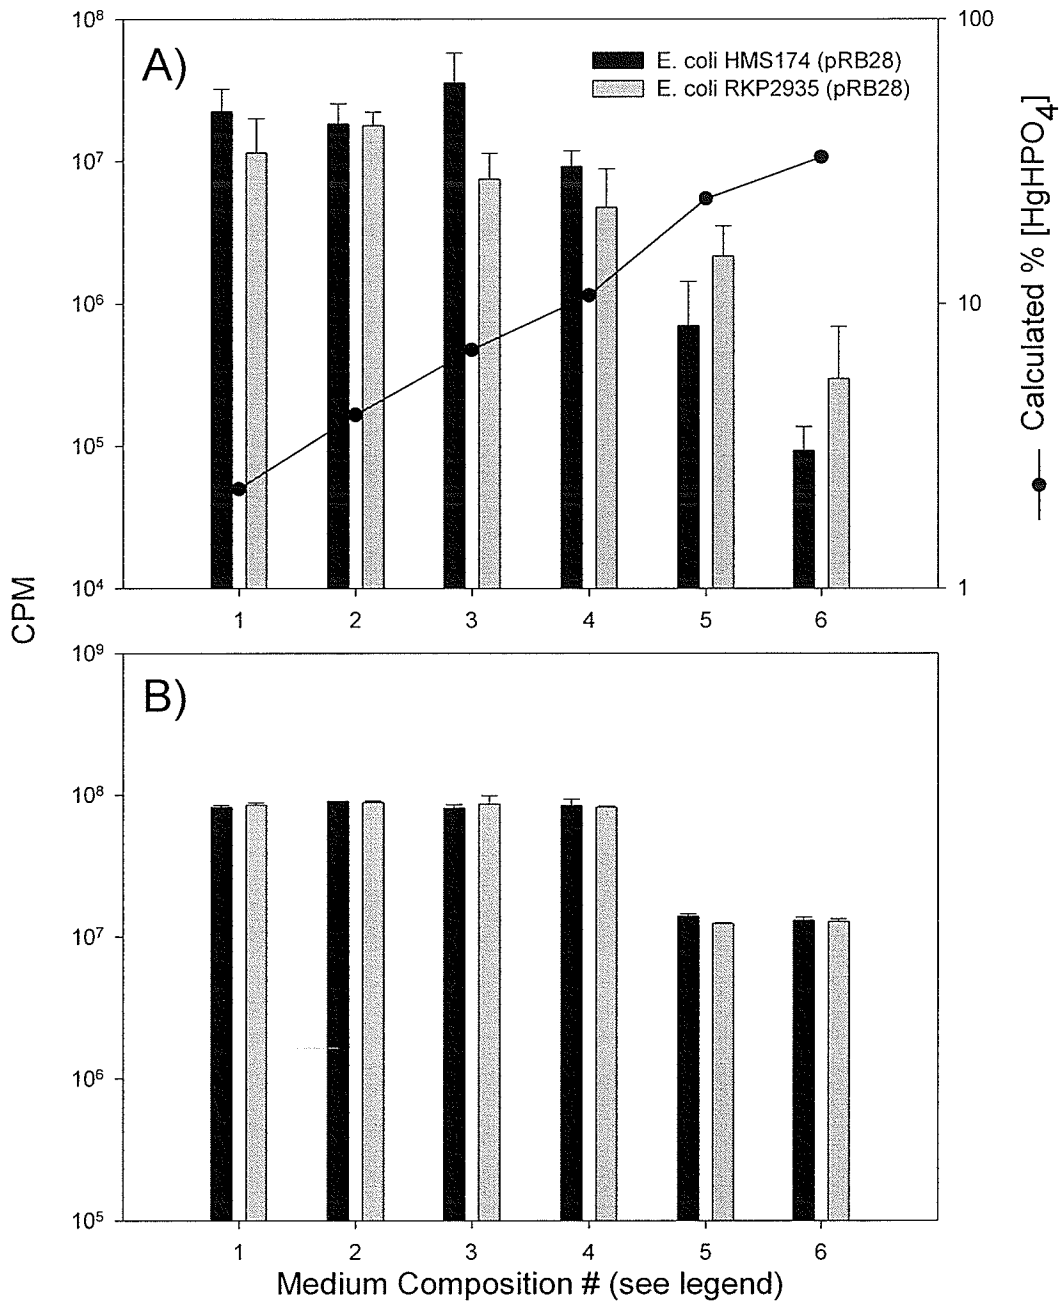 10⁸
10⁷
10⁶
10⁵
10⁴
A)
E. coli HMS174 (pRB28)
E. coli RKP2935 (pRB28)
100
10
1
Calculated % [HgHPO₄]
1 2 3 4 5 6
CPM
10⁹
10⁸
10⁷
10⁶
10⁵
B)
1 2 3 4 5 6
Medium Composition # (see legend)